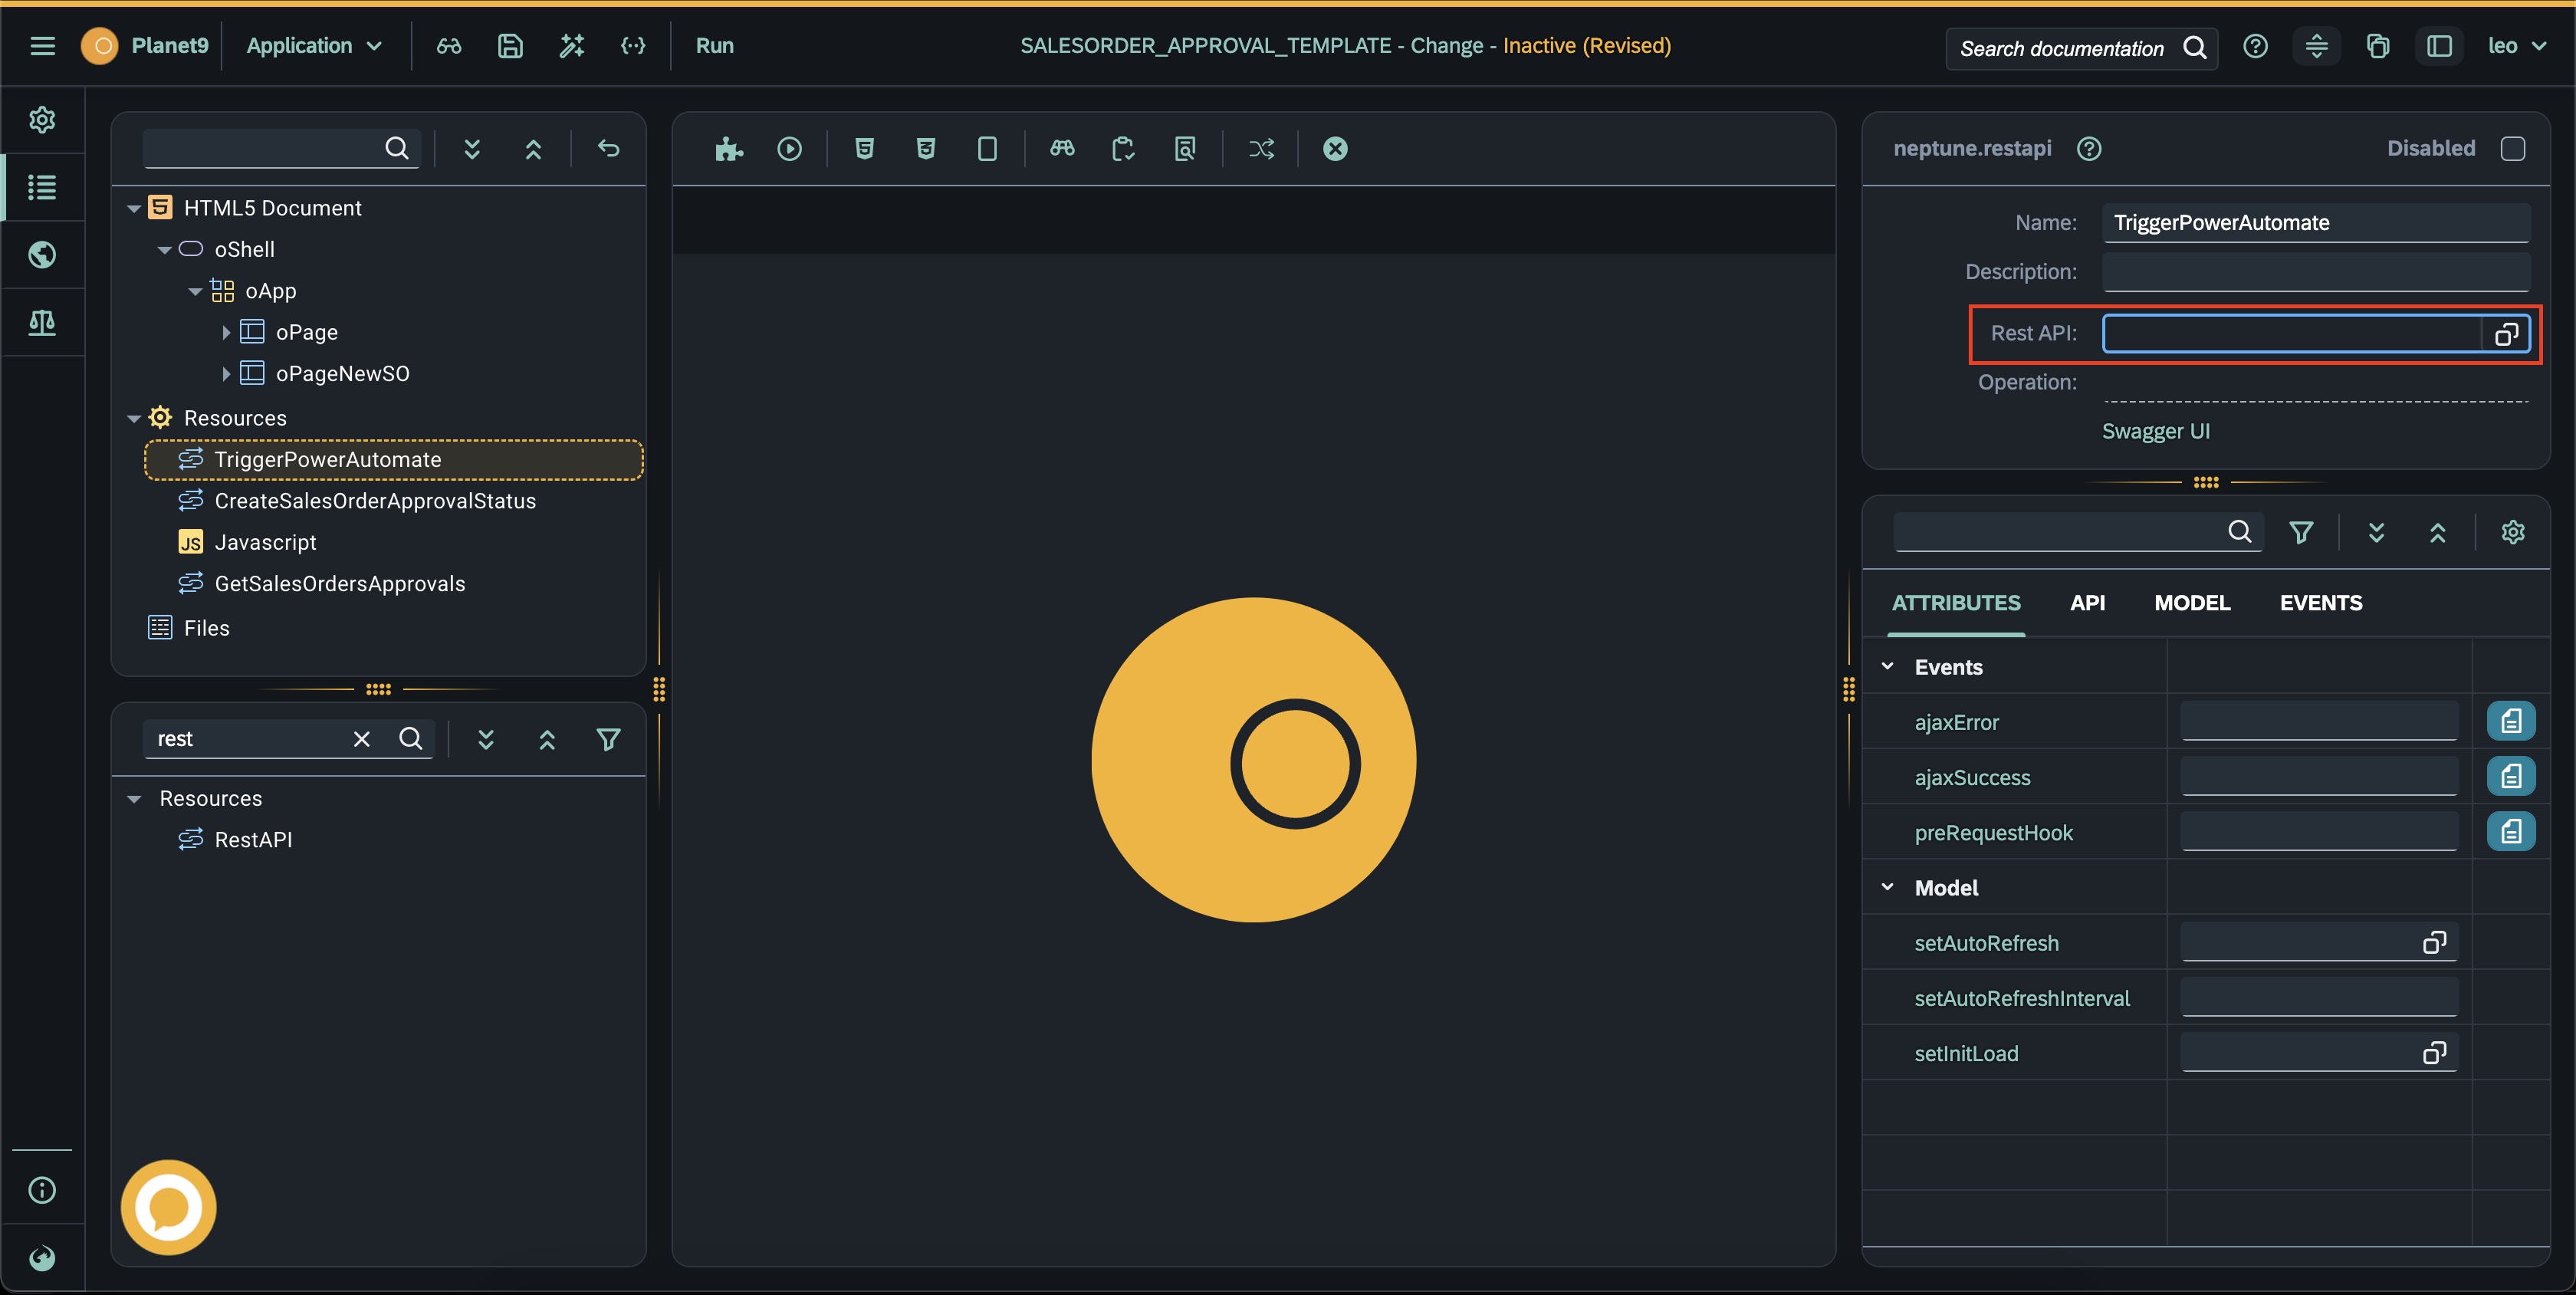 Planet9 Application Run SALESORDER_APPROVAL_TEMPLATE - Change - Inactive (Revised) Search documentation leo
HTML5 Document
oShell
oApp
oPage
oPageNewSO
Resources
TriggerPowerAutomate
CreateSalesOrderApprovalStatus
JS Javascript
GetSalesOrdersApprovals
Files
rest
Resources
RestAPI
neptune.restapi Disabled
Name: TriggerPowerAutomate
Description:
Rest API:
Operation:
Swagger UI
ATTRIBUTES API MODEL EVENTS
Events
ajaxError
ajaxSuccess
preRequestHook
Model
setAutoRefresh
setAutoRefreshInterval
setInitLoad